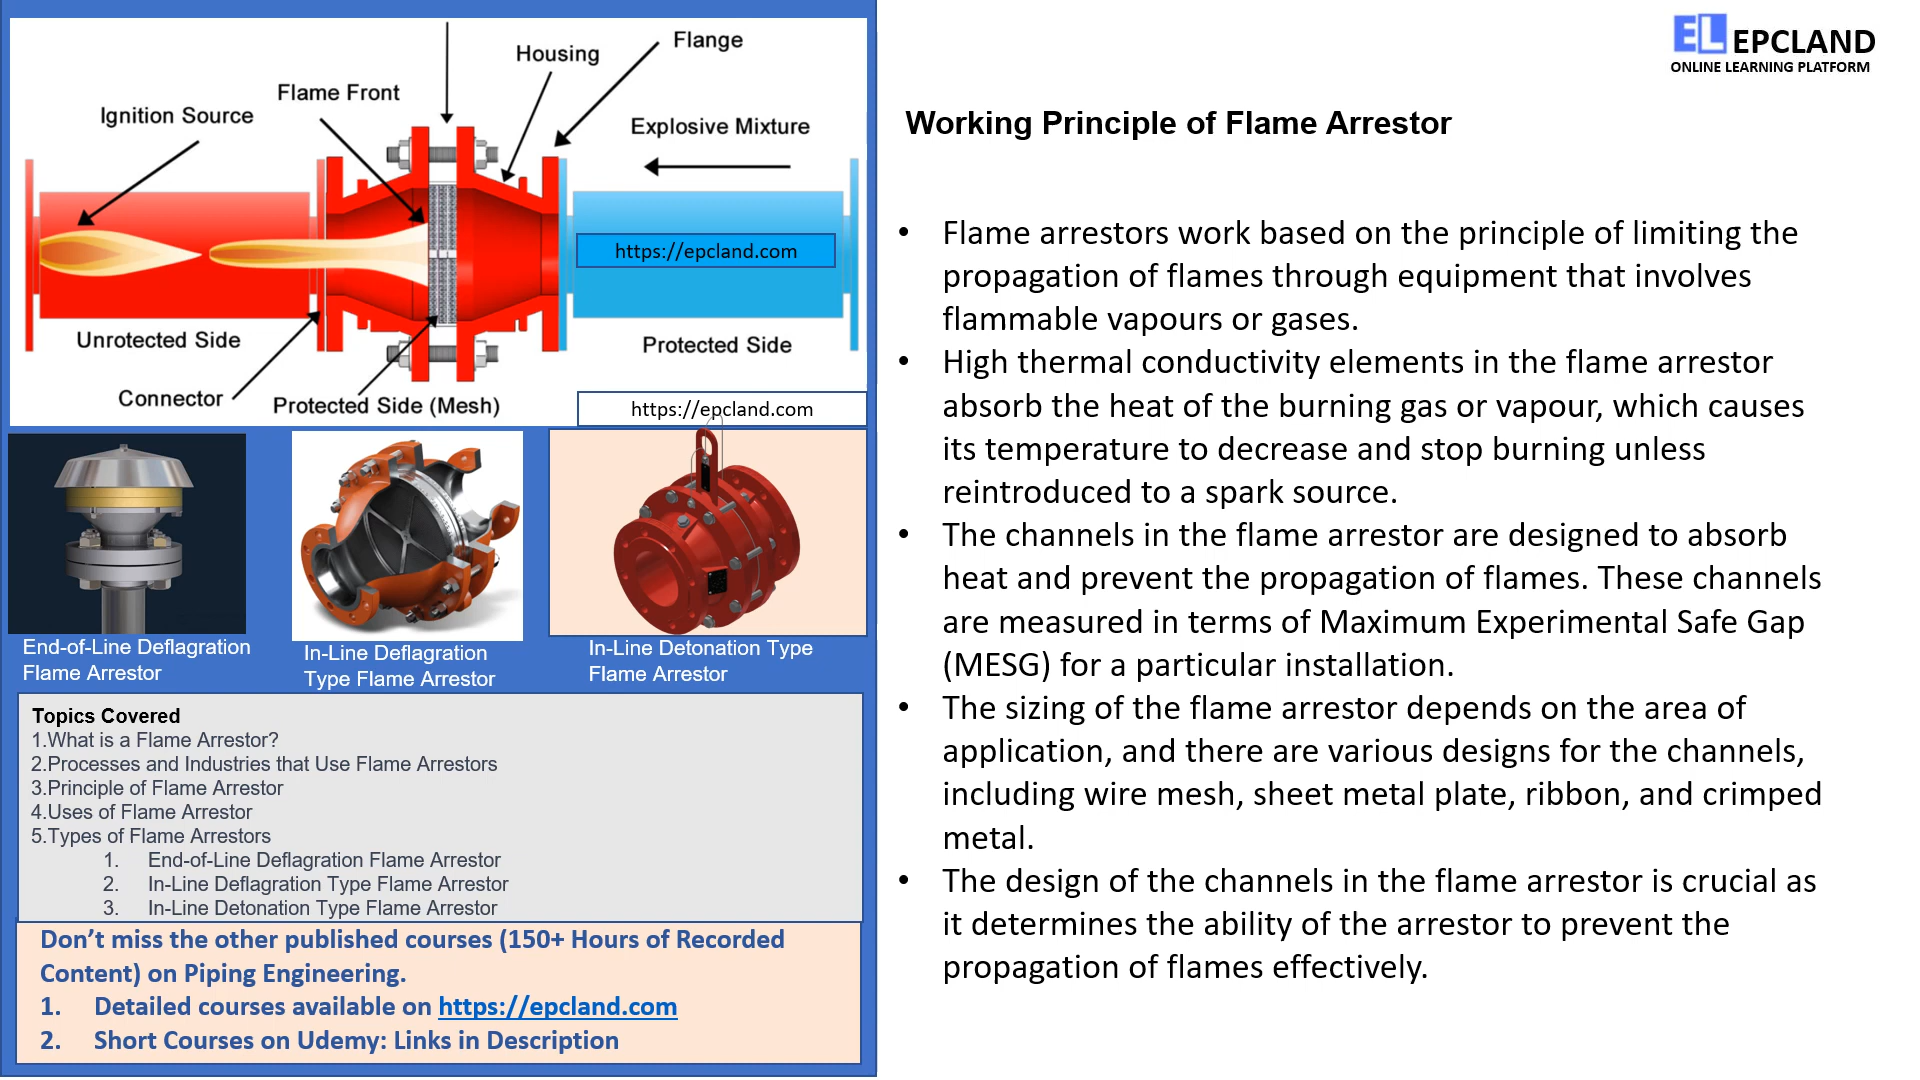 Ignition Source
Flame Front
Housing
Flange
Explosive Mixture
https://epcland.com
Unrotected Side
Protected Side
Connector
Protected Side (Mesh)
https://epcland.com
End-of-Line Deflagration
Flame Arrestor
In-Line Deflagration
Type Flame Arrestor
In-Line Detonation Type
Flame Arrestor
Topics Covered
1.What is a Flame Arrestor?
2.Processes and Industries that Use Flame Arrestors
3.Principle of Flame Arrestor
4.Uses of Flame Arrestor
5.Types of Flame Arrestors
1. End-of-Line Deflagration Flame Arrestor
2. In-Line Deflagration Type Flame Arrestor
3. In-Line Detonation Type Flame Arrestor
Don’t miss the other published courses (150+ Hours of Recorded
Content) on Piping Engineering.
1. Detailed courses available on https://epcland.com
2. Short Courses on Udemy: Links in Description
EL EPCLAND
ONLINE LEARNING PLATFORM
Working Principle of Flame Arrestor
• Flame arrestors work based on the principle of limiting the
propagation of flames through equipment that involves
flammable vapours or gases.
• High thermal conductivity elements in the flame arrestor
absorb the heat of the burning gas or vapour, which causes
its temperature to decrease and stop burning unless
reintroduced to a spark source.
• The channels in the flame arrestor are designed to absorb
heat and prevent the propagation of flames. These channels
are measured in terms of Maximum Experimental Safe Gap
(MESG) for a particular installation.
• The sizing of the flame arrestor depends on the area of
application, and there are various designs for the channels,
including wire mesh, sheet metal plate, ribbon, and crimped
metal.
• The design of the channels in the flame arrestor is crucial as
it determines the ability of the arrestor to prevent the
propagation of flames effectively.